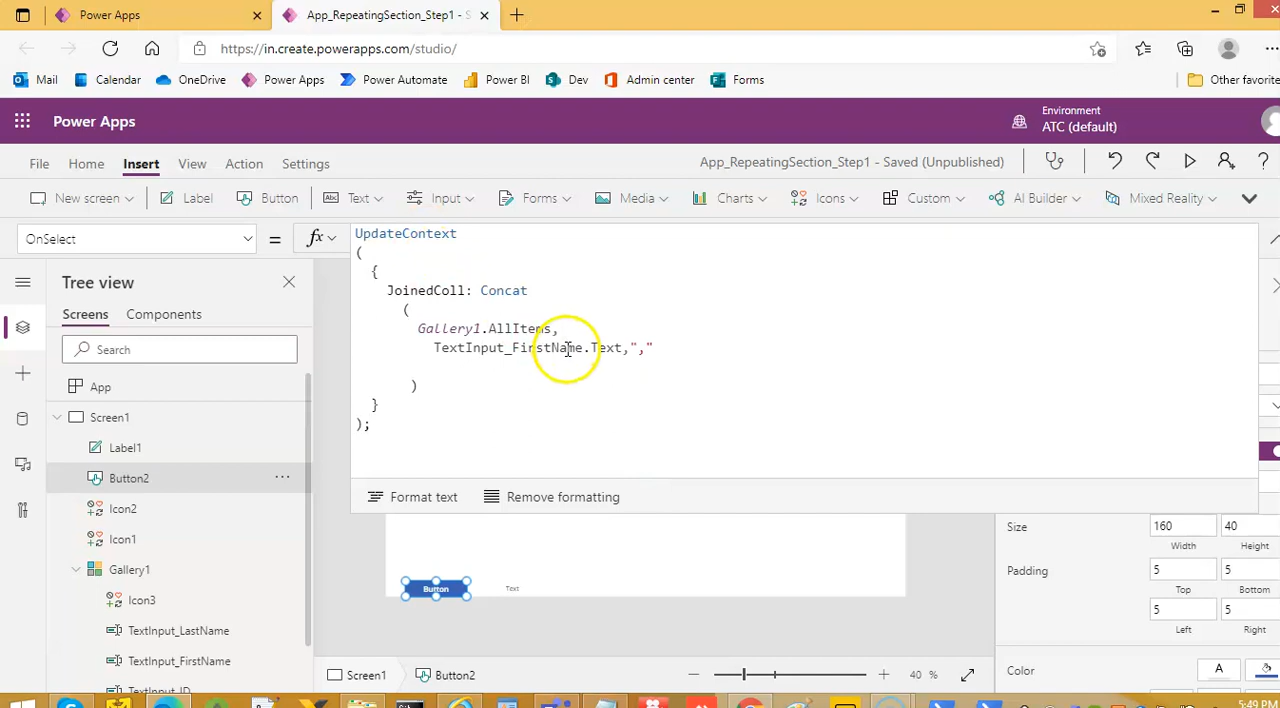 Power Apps
App_RepeatingSection_Step1 - S
https://in.create.powerapps.com/studio/
Mail
Calendar
OneDrive
Power Apps
Power Automate
Power BI
Dev
Admin center
Forms
Other favorite
Power Apps
Environment
ATC (default)
File
Home
Insert
View
Action
Settings
App_RepeatingSection_Step1 - Saved (Unpublished)
New screen
Label
Button
Abc Text
Input
Forms
Media
Charts
Icons
Custom
AI Builder
Mixed Reality
OnSelect
=
fx
UpdateContext
(
{
JoinedColl: Concat
(
Gallery1.AllItems,
TextInput_FirstName.Text,","
)
}
);
Format text
Remove formatting
Tree view
Screens
Components
Search
App
Screen1
Label1
Button2
Icon2
Icon1
Gallery1
Icon3
TextInput_LastName
TextInput_FirstName
TextInput_ID
Button
Text
Size
160
40
Width
Height
Padding
5
5
Top
Bottom
5
5
Left
Right
Color
A
Screen1
Button2
40 %
5:49 PM